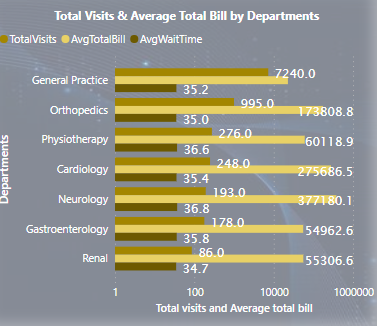 Total Visits & Average Total Bill by Departments
TotalVisits AvgTotalBill AvgWaitTime
General Practice 7240.0
35.2
Orthopedics 995.0
173808.8
35.0
Physiotherapy 276.0
60118.9
36.6
Cardiology 248.0
275686.5
35.4
Neurology 193.0
377180.1
36.8
Gastroenterology 178.0
54962.6
35.8
Renal 86.0
55306.6
34.7
Departments
1 100 10000 1000000
Total visits and Average total bill